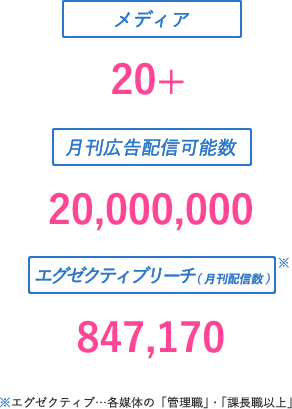 メディア
20+
月刊広告配信可能数
20,000,000
エグゼクティブリーチ(月刊配信数)※
847,170
※エグゼクティブ…各媒体の「管理職」・「課長職以上」